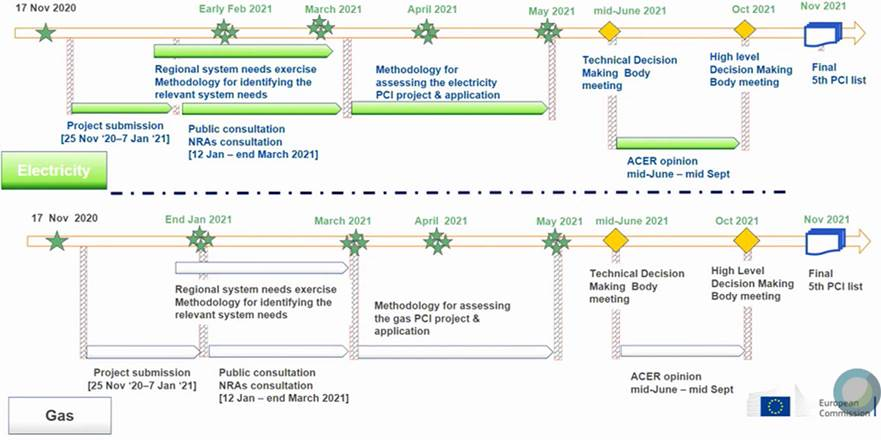 17 Nov 2020
Early Feb 2021
March 2021
April 2021
May 2021
mid-June 2021
Oct 2021
Nov 2021
Regional system needs exercise
Methodology for identifying the
relevant system needs
Methodology for
assessing the electricity
PCI project & application
Technical Decision
Making Body
meeting
High level
Decision Making
Body meeting
Final
5th PCI list
Project submission
[25 Nov ‘20–7 Jan ‘21]
Public consultation
NRAs consultation
[12 Jan – end March 2021]
ACER opinion
mid-June – mid Sept
Electricity
17 Nov 2020
End Jan 2021
March 2021
April 2021
May 2021
mid-June 2021
Oct 2021
Nov 2021
Regional system needs exercise
Methodology for identifying the
relevant system needs
Methodology for assessing
the gas PCI project &
application
Technical Decision
Making Body
meeting
High Level
Decision Making
Body meeting
Final
5th PCI list
Project submission
[25 Nov ‘20–7 Jan ‘21]
Public consultation
NRAs consultation
[12 Jan – end March 2021]
ACER opinion
mid-June – mid Sept
Gas
European
Commission